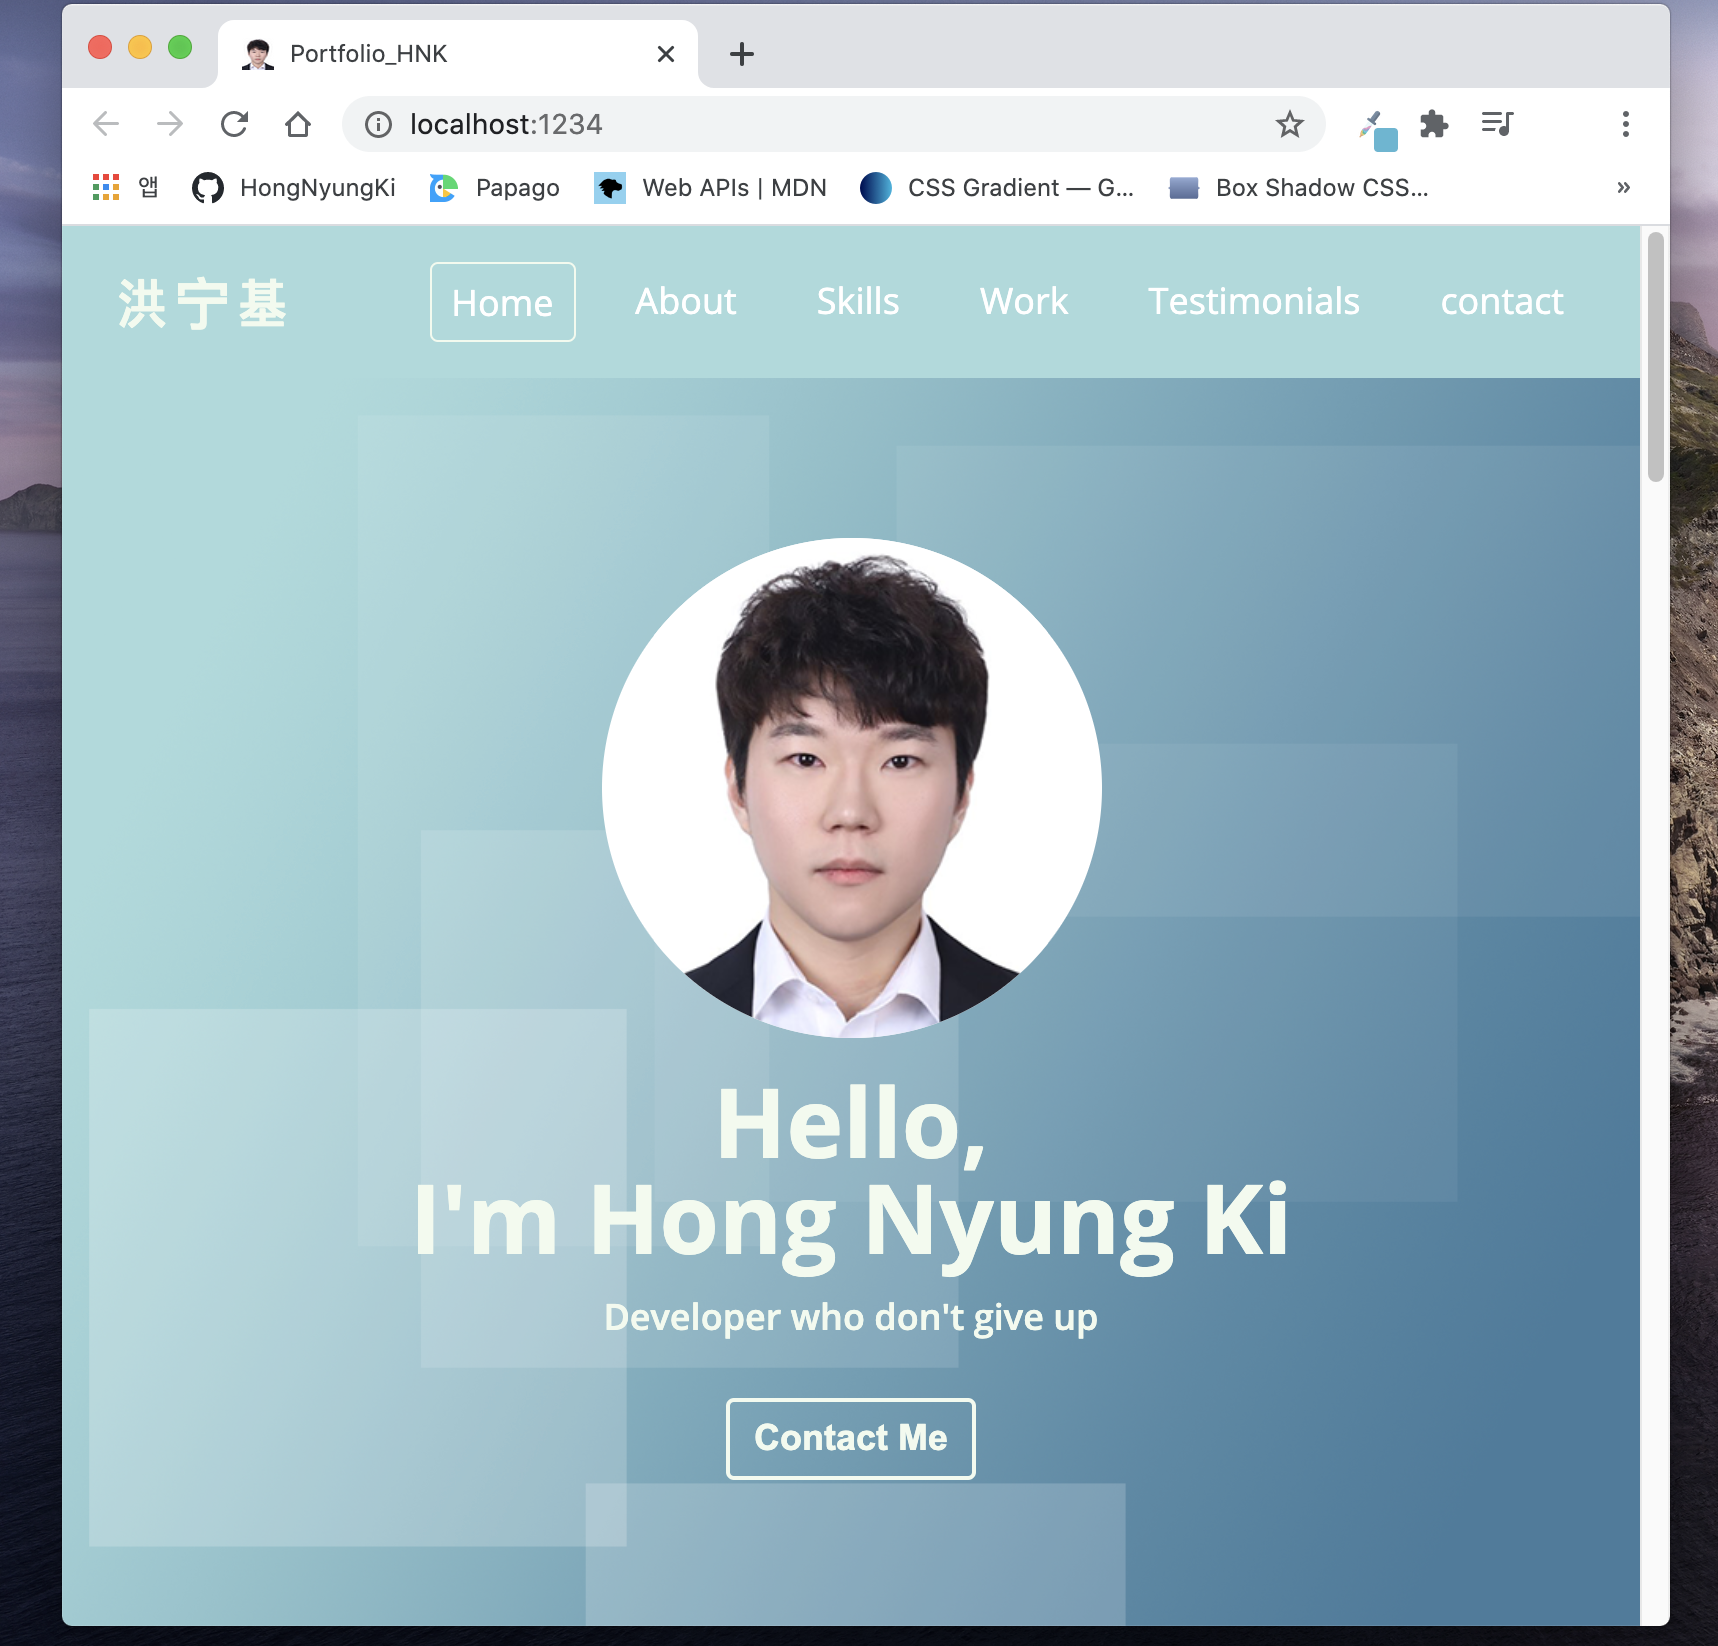 Portfolio_HNK
localhost:1234
앱 HongNyungKi Papago Web APIs | MDN CSS Gradient — G... Box Shadow CSS... »
洪宁基 Home About Skills Work Testimonials contact
Hello,
I'm Hong Nyung Ki
Developer who don't give up
Contact Me